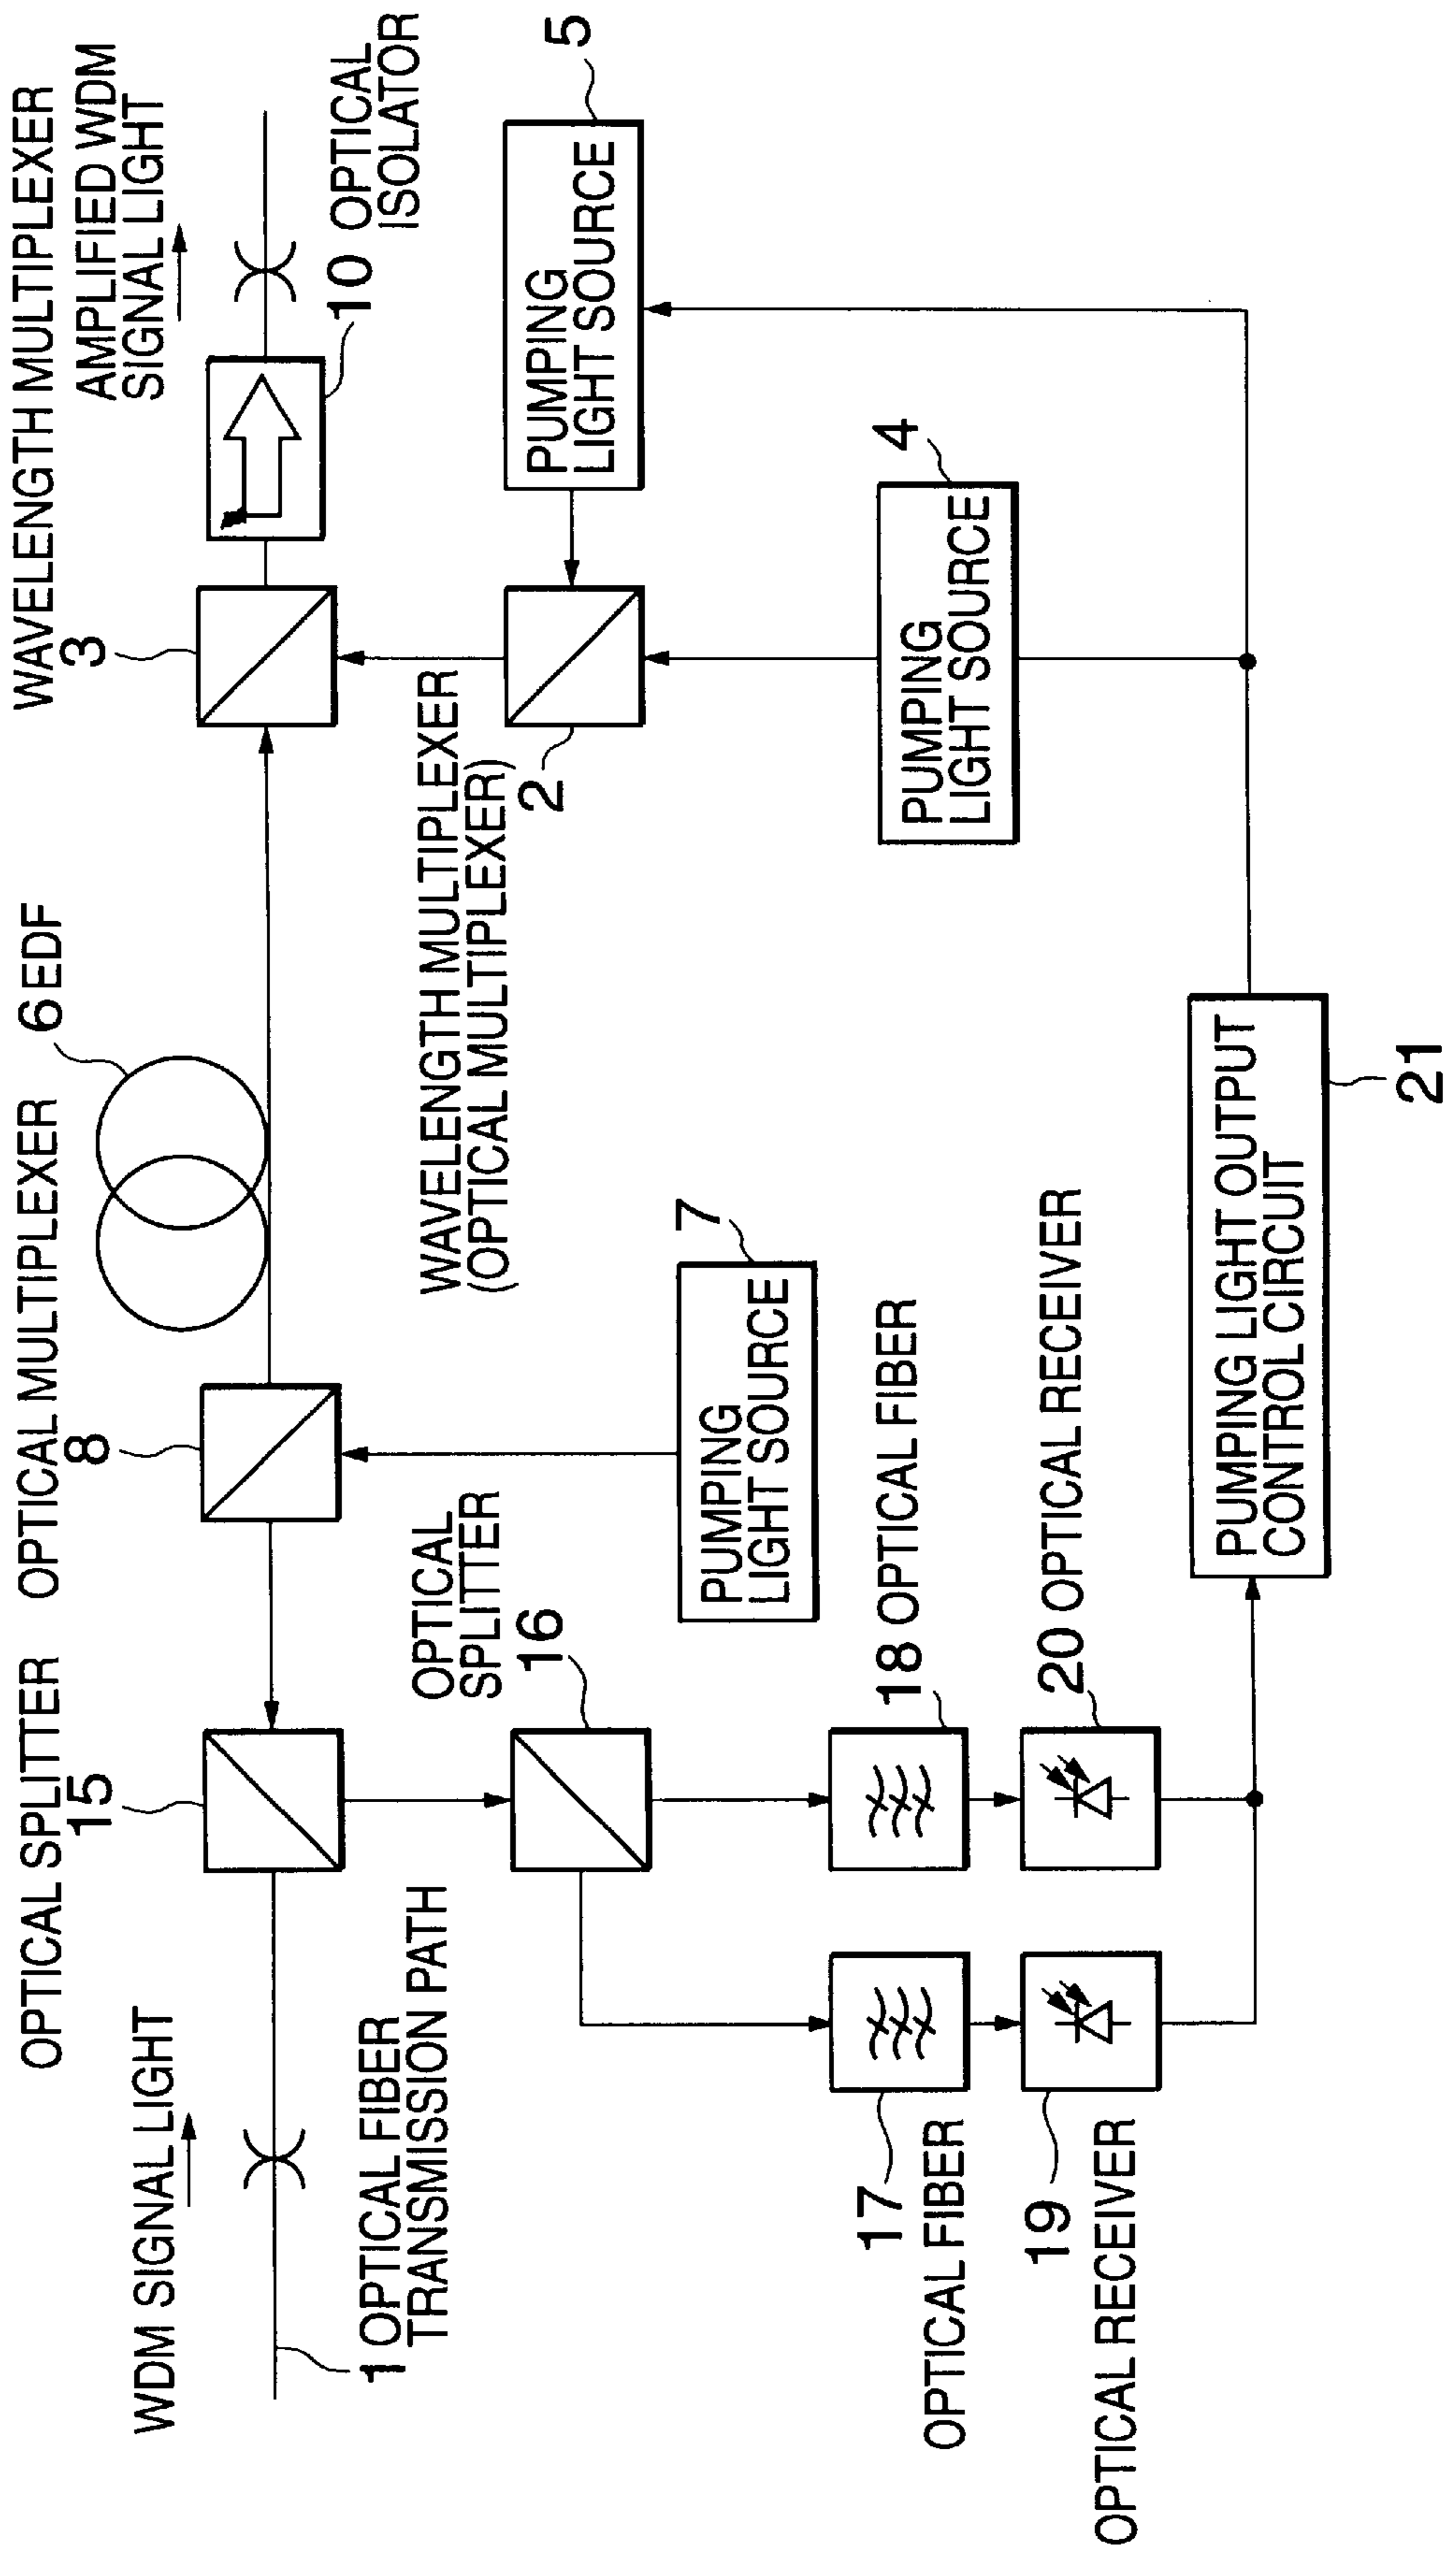 OPTICAL SPLITTER
15
OPTICAL MULTIPLEXER
8
6 EDF
WAVELENGTH MULTIPLEXER
3
AMPLIFIED WDM
SIGNAL LIGHT
WDM SIGNAL LIGHT
1 OPTICAL FIBER
TRANSMISSION PATH
OPTICAL
SPLITTER
16
WAVELENGTH MULTIPLEXER
(OPTICAL MULTIPLEXER)
2
10 OPTICAL
ISOLATOR
5
PUMPING
LIGHT SOURCE
7
PUMPING
LIGHT SOURCE
4
PUMPING
LIGHT SOURCE
17
OPTICAL FIBER
18 OPTICAL FIBER
19
OPTICAL RECEIVER
20 OPTICAL RECEIVER
PUMPING LIGHT OUTPUT
CONTROL CIRCUIT
21